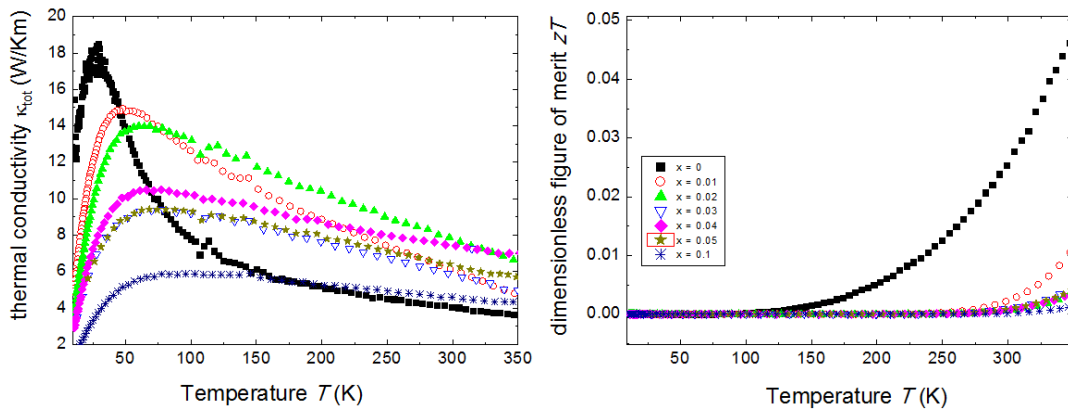 thermal conductivity κtot (W/Km)
20
18
16
14
12
10
8
6
4
2
50
100
150
200
250
300
350
Temperature T (K)
dimensionless figure of merit zT
0.05
0.04
0.03
0.02
0.01
0.00
x = 0
x = 0.01
x = 0.02
x = 0.03
x = 0.04
x = 0.05
x = 0.1
50
100
150
200
250
300
350
Temperature T (K)